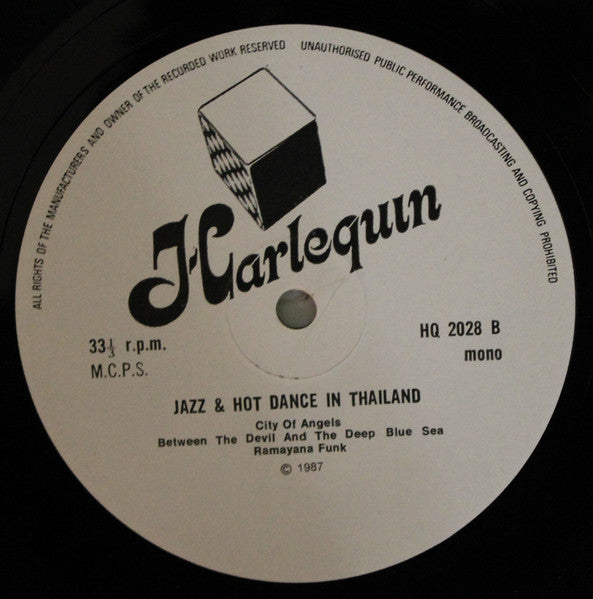 ALL RIGHTS OF THE MANUFACTURERS AND OWNER OF THE RECORDED WORK RESERVED UNAUTHORISED PUBLIC PERFORMANCE BROADCASTING AND COPYING PROHIBITED
Harlequin
33⅓ r.p.m.
M.C.P.S.
HQ 2028 B
mono
JAZZ & HOT DANCE IN THAILAND
City Of Angels
Between The Devil And The Deep Blue Sea
Ramayana Funk
© 1987